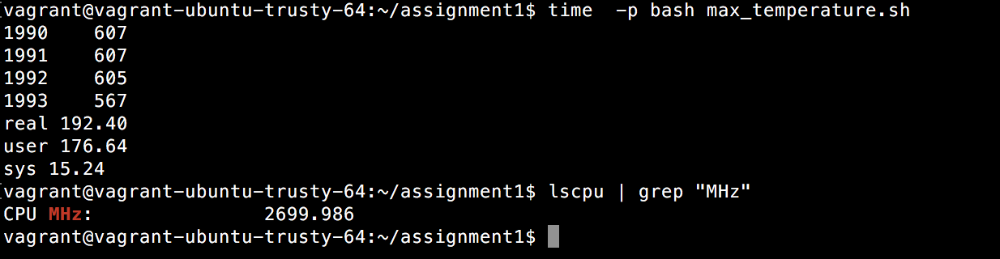 vagrant@vagrant-ubuntu-trusty-64:~/assignment1$ time  -p bash max_temperature.sh
1990    607
1991    607
1992    605
1993    567
real 192.40
user 176.64
sys 15.24
vagrant@vagrant-ubuntu-trusty-64:~/assignment1$ lscpu | grep "MHz"
CPU MHz:               2699.986
vagrant@vagrant-ubuntu-trusty-64:~/assignment1$